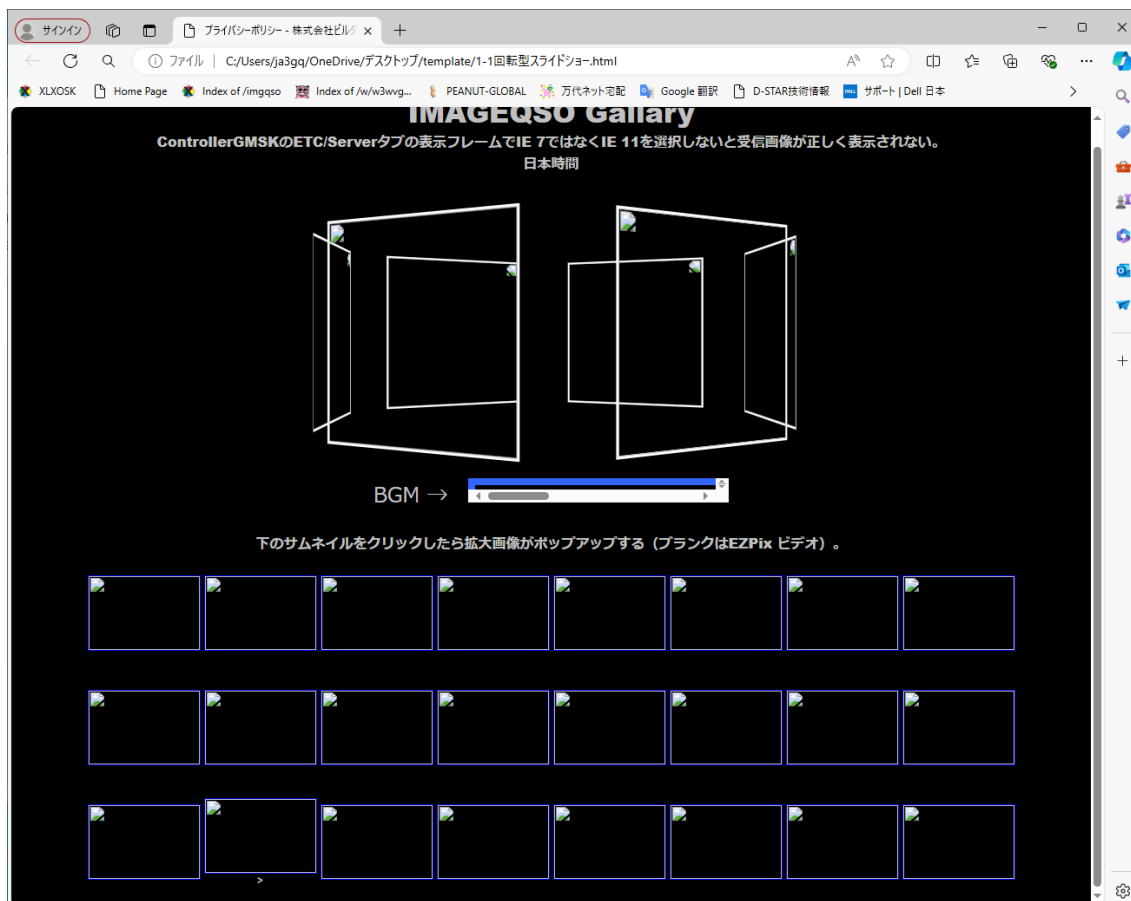 サインイン
プライバシーポリシー - 株式会社ビルダ
ファイル | C:/Users/ja3gq/OneDrive/デスクトップ/template/1-1回転型スライドショー.html
XLXOSK Home Page Index of /imgqso Index of /w/w3wvg... PEANUT-GLOBAL 万代ネット宅配 Google 翻訳 D-STAR技術情報 サポート | Dell 日本
IMAGEQSO Gallary
ControllerGMSKのETC/Serverタブの表示フレームでIE 7ではなくIE 11を選択しないと受信画像が正しく表示されない。
日本時間
BGM →
下のサムネイルをクリックしたら拡大画像がポップアップする（ブランクはEZPix ビデオ）。
>